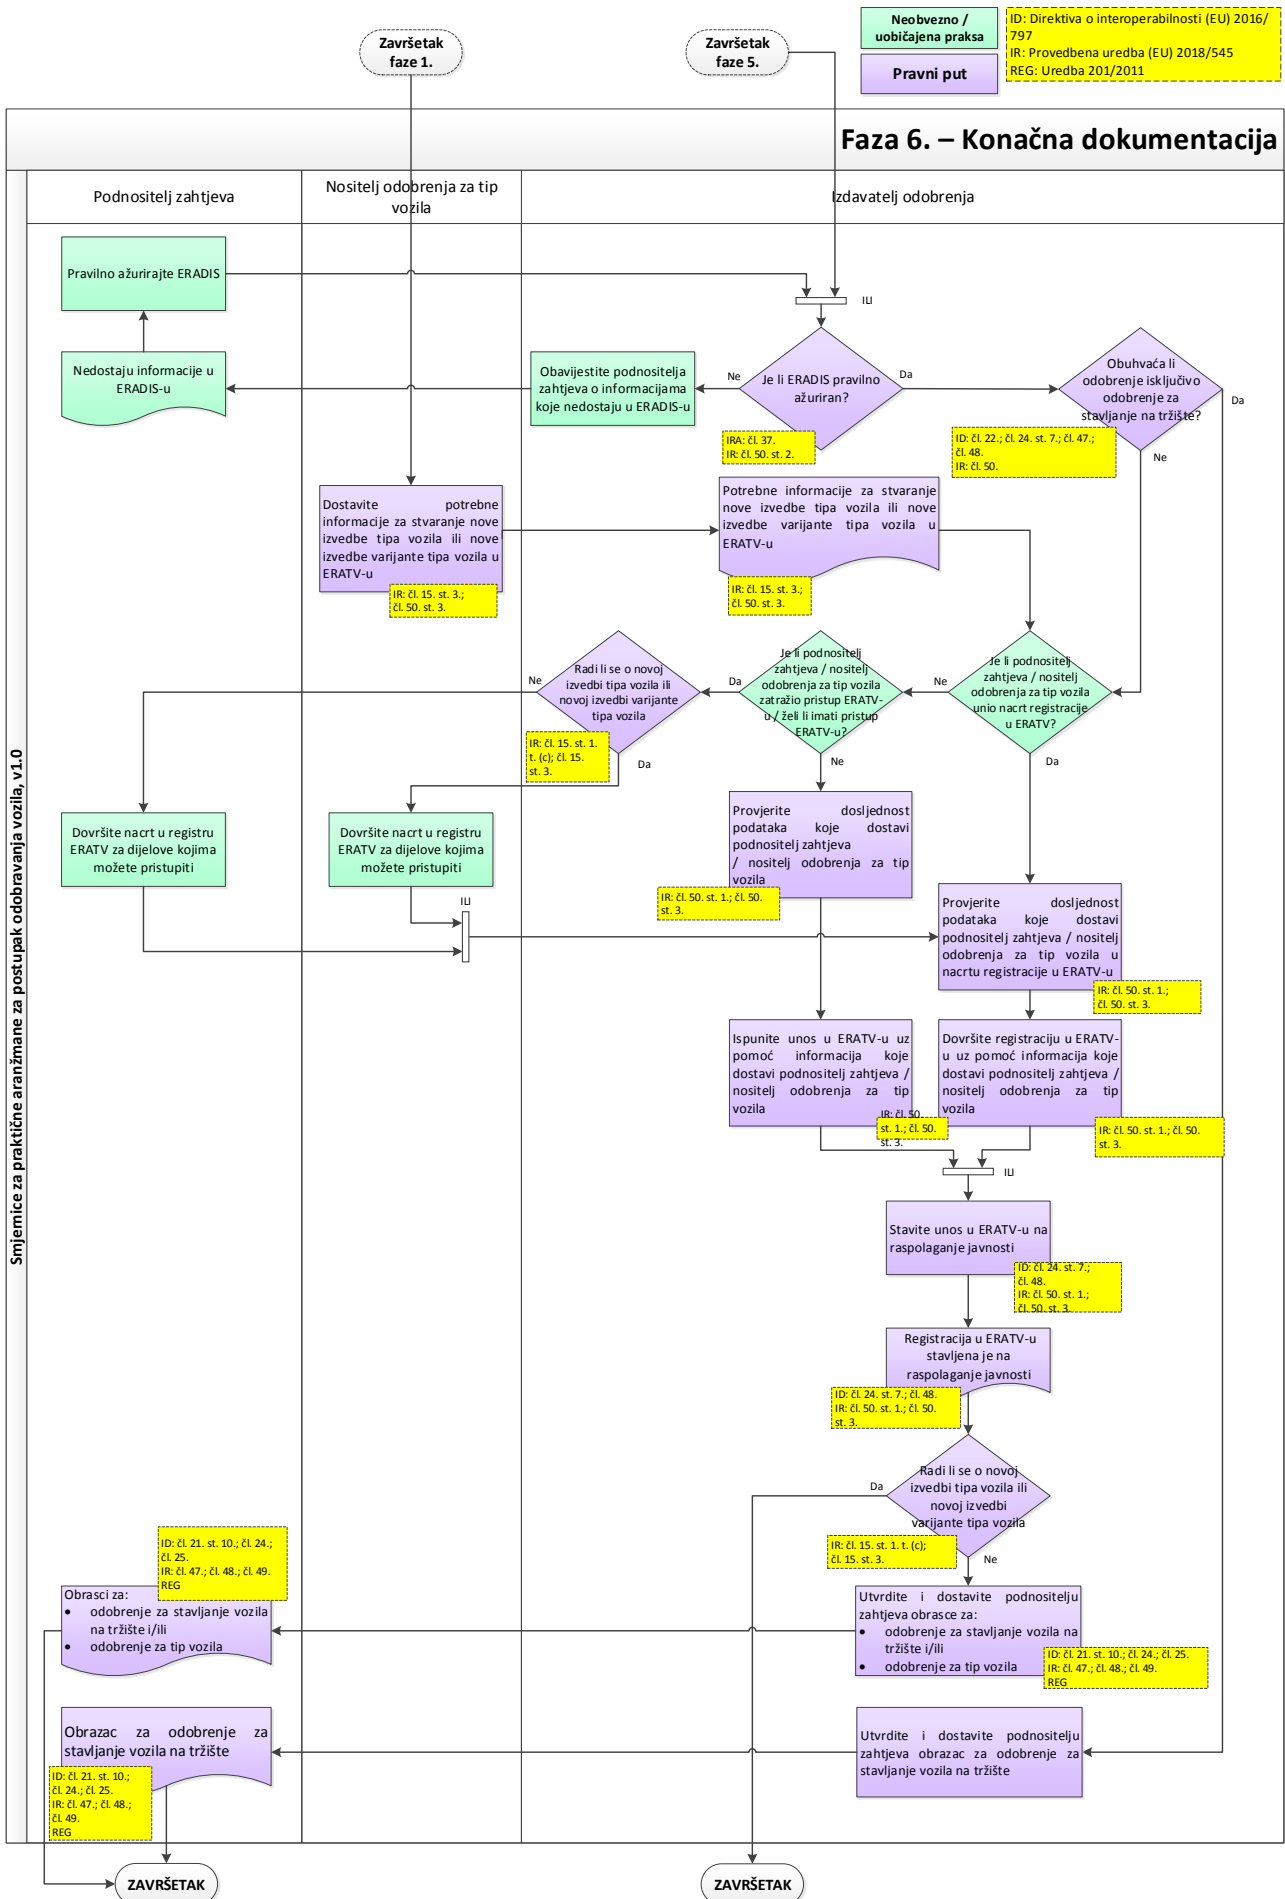 Završetak
faze 1.
Završetak
faze 5.
Neobvezno /
uobičajena praksa
Pravni put
ID: Direktiva o interoperabilnosti (EU) 2016/
797
IR: Provedbena uredba (EU) 2018/545
REG: Uredba 201/2011
Faza 6. – Konačna dokumentacija
Smjernice za praktične aranžmane za postupak odobravanja vozila, v1.0
Podnositelj zahtjeva
Nositelj odobrenja za tip
vozila
Izdavatelj odobrenja
Pravilno ažurirajte ERADIS
ILI
Nedostaju informacije u
ERADIS-u
Obavijestite podnositelja
zahtjeva o informacijama
koje nedostaju u ERADIS-u
Ne
Je li ERADIS pravilno
ažuriran?
Da
Obuhvaća li
odobrenje isključivo
odobrenje za
stavljanje na tržište?
Da
Ne
IRA: čl. 37.
IR: čl. 50. st. 2.
ID: čl. 22.; čl. 24. st. 7.; čl. 47.;
čl. 48.
IR: čl. 50.
Dostavite potrebne
informacije za stvaranje nove
izvedbe tipa vozila ili nove
izvedbe varijante tipa vozila u
ERATV-u
IR: čl. 15. st. 3.;
čl. 50. st. 3.
Potrebne informacije za stvaranje
nove izvedbe tipa vozila ili nove
izvedbe varijante tipa vozila u
ERATV-u
IR: čl. 15. st. 3.;
čl. 50. st. 3.
Ne
Radi li se o novoj
izvedbi tipa vozila ili
novoj izvedbi varijante
tipa vozila
Da
IR: čl. 15. st. 1.
t. (c); čl. 15.
st. 3.
Da
Je li podnositelj
zahtjeva / nositelj
odobrenja za tip vozila
zatražio pristup ERATV-
u / želi li imati pristup
ERATV-u?
Ne
Ne
Je li podnositelj
zahtjeva / nositelj
odobrenja za tip vozila
unio nacrt registracije
u ERATV?
Da
Dovršite nacrt u registru
ERATV za dijelove kojima
možete pristupiti
Dovršite nacrt u registru
ERATV za dijelove kojima
možete pristupiti
Provjerite dosljednost
podataka koje dostavi
podnositelj zahtjeva
/ nositelj odobrenja za tip
vozila
IR: čl. 50. st. 1.; čl. 50.
st. 3.
ILI
Provjerite dosljednost
podataka koje dostavi
podnositelj zahtjeva / nositelj
odobrenja za tip vozila u
nacrtu registracije u ERATV-u
IR: čl. 50. st. 1.;
čl. 50. st. 3.
Ispunite unos u ERATV-u uz
pomoć informacija koje
dostavi podnositelj zahtjeva /
nositelj odobrenja za tip
vozila
IR: čl. 50.
st. 1.; čl. 50.
st. 3.
Dovršite registraciju u ERATV-
u uz pomoć informacija koje
dostavi podnositelj zahtjeva /
nositelj odobrenja za tip
vozila
IR: čl. 50. st. 1.; čl. 50.
st. 3.
ILI
Stavite unos u ERATV-u na
raspolaganje javnosti
ID: čl. 24. st. 7.;
čl. 48.
IR: čl. 50. st. 1.;
čl. 50. st. 3.
Registracija u ERATV-u
stavljena je na
raspolaganje javnosti
ID: čl. 24. st. 7.; čl. 48.
IR: čl. 50. st. 1.; čl. 50.
st. 3.
Da
Radi li se o novoj
izvedbi tipa vozila ili
novoj izvedbi
varijante tipa vozila
Ne
IR: čl. 15. st. 1. t. (c);
čl. 15. st. 3.
ID: čl. 21. st. 10.; čl. 24.;
čl. 25.
IR: čl. 47.; čl. 48.; čl. 49.
REG
Obrasci za:
• odobrenje za stavljanje vozila
na tržište i/ili
• odobrenje za tip vozila
Utvrdite i dostavite podnositelju
zahtjeva obrasce za:
• odobrenje za stavljanje vozila na
tržište i/ili
• odobrenje za tip vozila
ID: čl. 21. st. 10.; čl. 24.; čl. 25.
IR: čl. 47.; čl. 48.; čl. 49.
REG
Obrazac za odobrenje za
stavljanje vozila na tržište
ID: čl. 21. st. 10.;
čl. 24.; čl. 25.
IR: čl. 47.; čl. 48.;
čl. 49.
REG
Utvrdite i dostavite podnositelju
zahtjeva obrazac za odobrenje za
stavljanje vozila na tržište
ZAVRŠETAK
ZAVRŠETAK